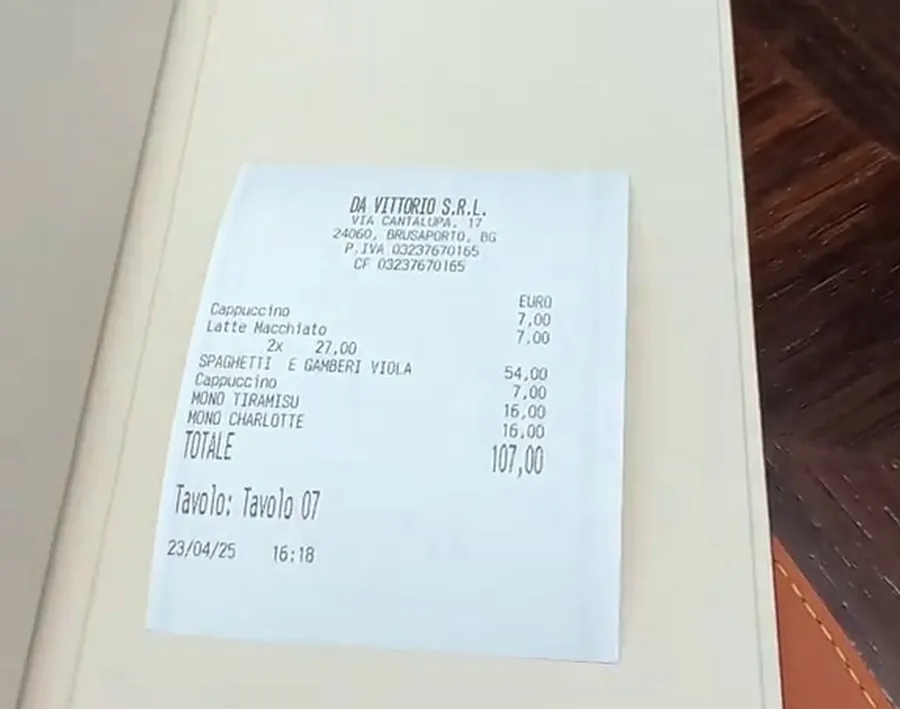 DA VITTORIO S.R.L.
VIA CANTALUPA, 17
24060, BRUSAPORTO, BG
P.IVA 03237670165
CF 03237670165
EURO
Cappuccino 7,00
Latte Macchiato 7,00
2x 27,00
SPAGHETTI E GAMBERI VIOLA 54,00
Cappuccino 7,00
MONO TIRAMISU 16,00
MONO CHARLOTTE 16,00
TOTALE 107,00
Tavolo: Tavolo 07
23/04/25 16:18